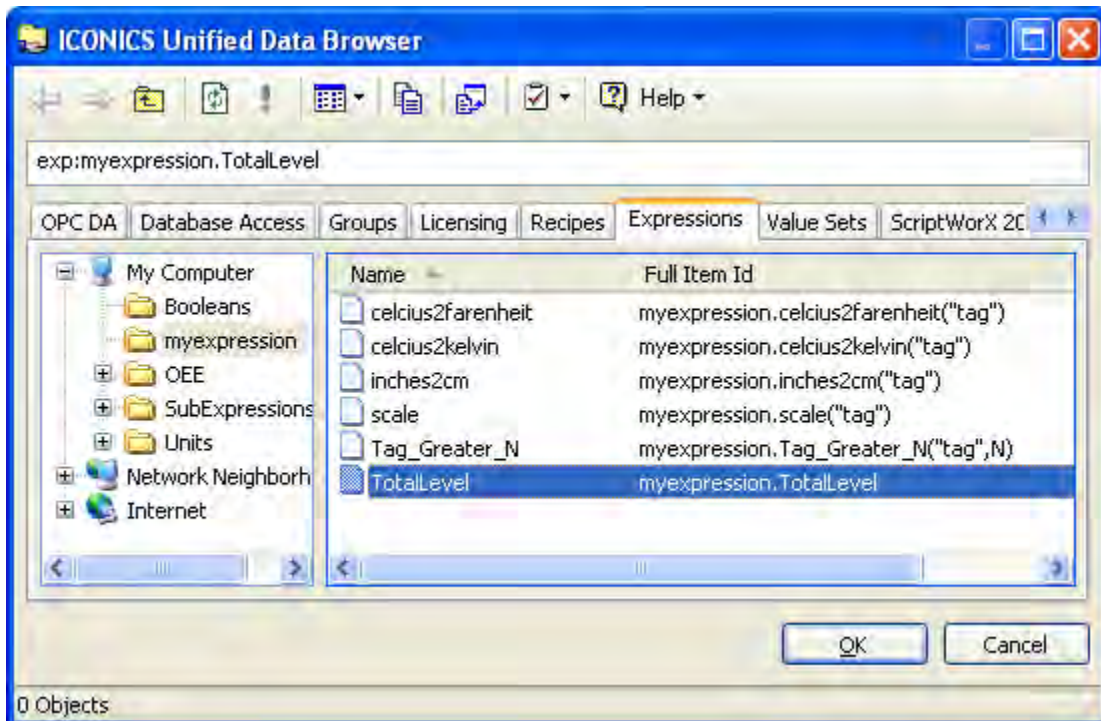 ICONICS Unified Data Browser
Help
exp:myexpression.TotalLevel
OPC DA Database Access Groups Licensing Recipes Expressions Value Sets ScriptWorX 20
My Computer
Booleans
myexpression
OEE
SubExpressions
Units
Network Neighborh
Internet
Name Full Item Id
celcius2farenheit myexpression.celcius2farenheit("tag")
celcius2kelvin myexpression.celcius2kelvin("tag")
inches2cm myexpression.inches2cm("tag")
scale myexpression.scale("tag")
Tag_Greater_N myexpression.Tag_Greater_N("tag",N)
TotalLevel myexpression.TotalLevel
OK Cancel
0 Objects